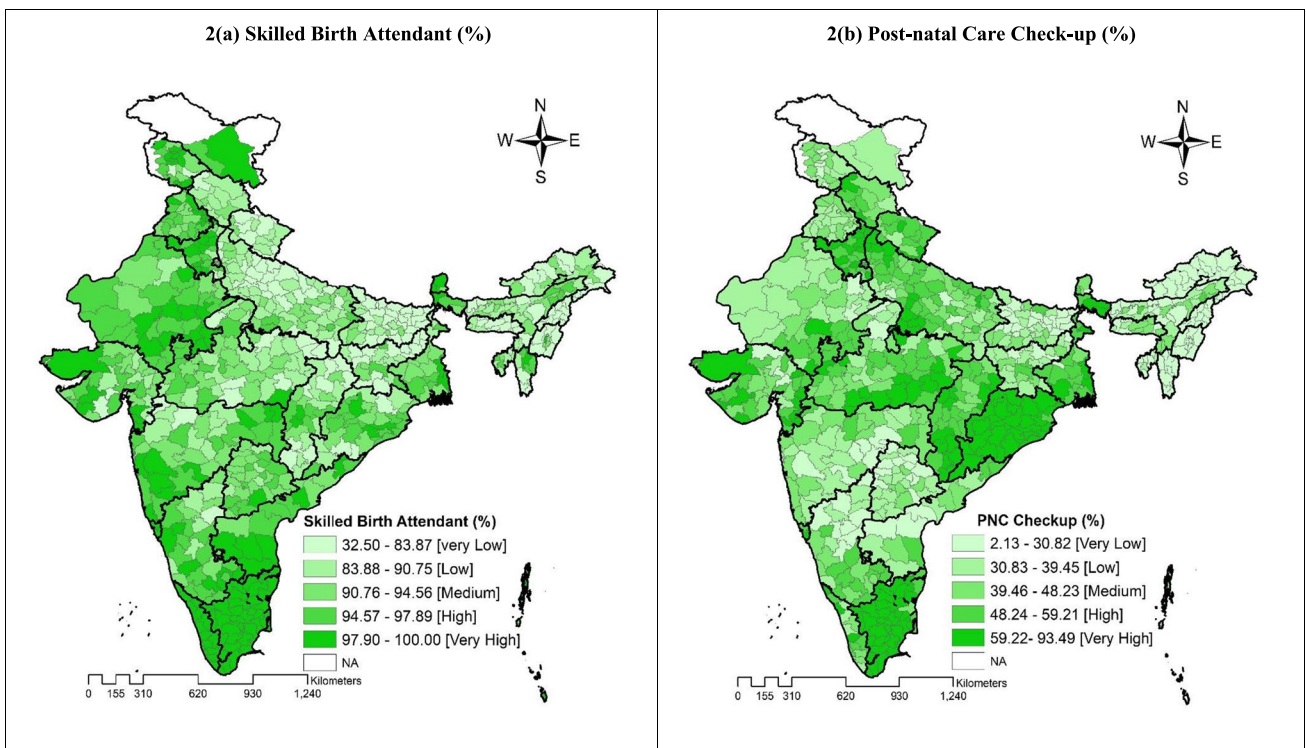 2(a) Skilled Birth Attendant (%)
N
W E
S
Skilled Birth Attendant (%)
32.50 - 83.87 [very Low]
83.88 - 90.75 [Low]
90.76 - 94.56 [Medium]
94.57 - 97.89 [High]
97.90 - 100.00 [Very High]
NA
Kilometers
0 155 310 620 930 1,240
2(b) Post-natal Care Check-up (%)
N
W E
S
PNC Checkup (%)
2.13 - 30.82 [Very Low]
30.83 - 39.45 [Low]
39.46 - 48.23 [Medium]
48.24 - 59.21 [High]
59.22- 93.49 [Very High]
NA
Kilometers
0 155 310 620 930 1,240